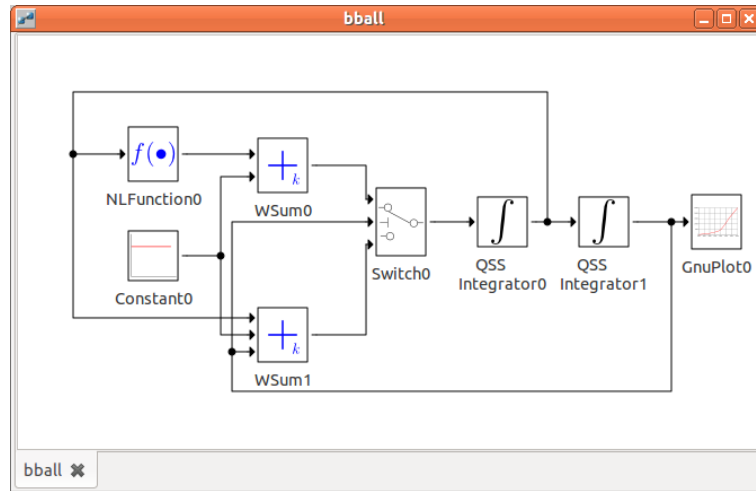 bball
f(●)
+k
NLFunction0
WSum0
Switch0
QSS
Integrator0
QSS
Integrator1
GnuPlot0
Constant0
+k
WSum1
bball